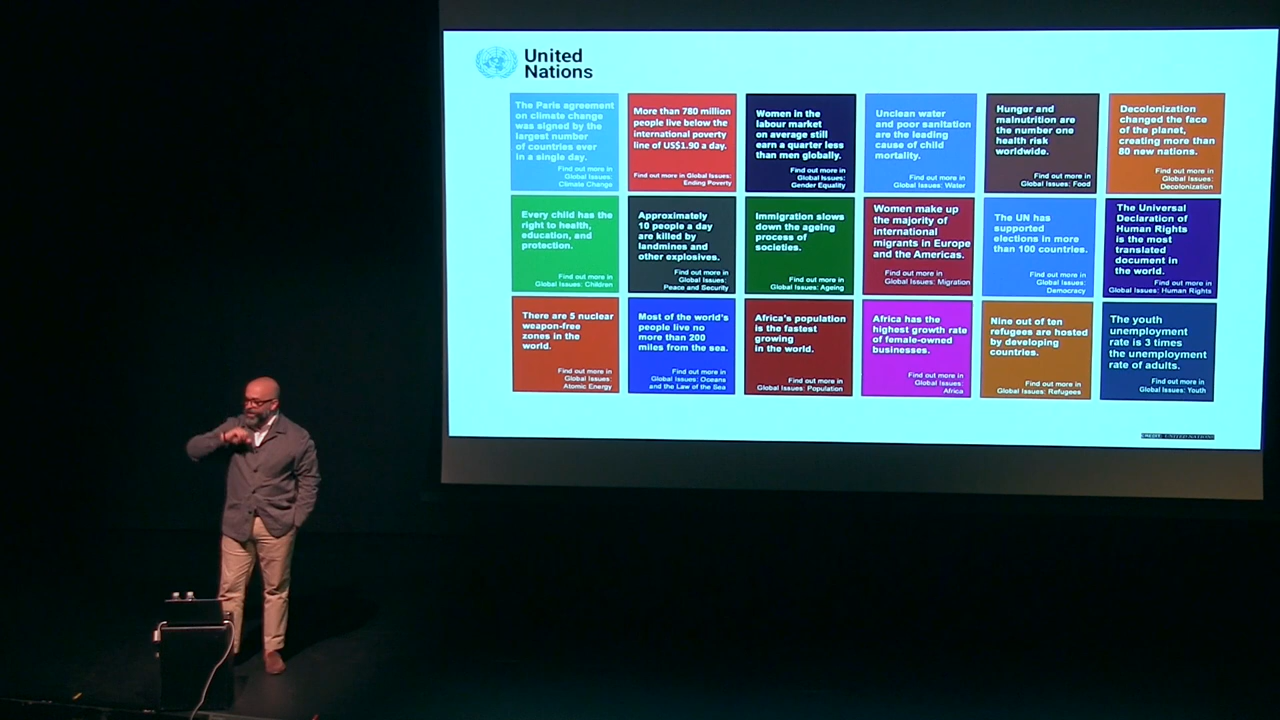 United
Nations
The Paris agreement
on climate change
was signed by the
largest number
of countries ever
in a single day.
Find out more in
Global Issues:
Climate Change
More than 780 million
people live below the
international poverty
line of US$1.90 a day.
Find out more in Global Issues:
Ending Poverty
Women in the
labour market
on average still
earn a quarter less
than men globally.
Find out more in
Global Issues:
Gender Equality
Unclean water
and poor sanitation
are the leading
cause of child
mortality.
Find out more in
Global Issues: Water
Hunger and
malnutrition are
the number one
health risk
worldwide.
Find out more in
Global Issues: Food
Decolonization
changed the face
of the planet,
creating more than
80 new nations.
Find out more in
Global Issues:
Decolonization
Every child has the
right to health,
education, and
protection.
Find out more in
Global Issues: Children
Approximately
10 people a day
are killed by
landmines and
other explosives.
Find out more in
Global Issues:
Peace and Security
Immigration slows
down the ageing
process of
societies.
Find out more in
Global Issues: Ageing
Women make up
the majority of
international
migrants in Europe
and the Americas.
Find out more in
Global Issues: Migration
The UN has
supported
elections in more
than 100 countries.
Find out more in
Global Issues:
Democracy
The Universal
Declaration of
Human Rights
is the most
translated
document in
the world.
Find out more in
Global Issues: Human Rights
There are 5 nuclear
weapon-free
zones in the
world.
Find out more in
Global Issues:
Atomic Energy
Most of the world's
people live no
more than 200
miles from the sea.
Find out more in
Global Issues: Oceans
and the Law of the Sea
Africa's population
is the fastest
growing
in the world.
Find out more in
Global Issues: Population
Africa has the
highest growth rate
of female-owned
businesses.
Find out more in
Global Issues:
Africa
Nine out of ten
refugees are hosted
by developing
countries.
Find out more in
Global Issues: Refugees
The youth
unemployment
rate is 3 times
the unemployment
rate of adults.
Find out more in
Global Issues: Youth
CREDIT: UNITED NATIONS